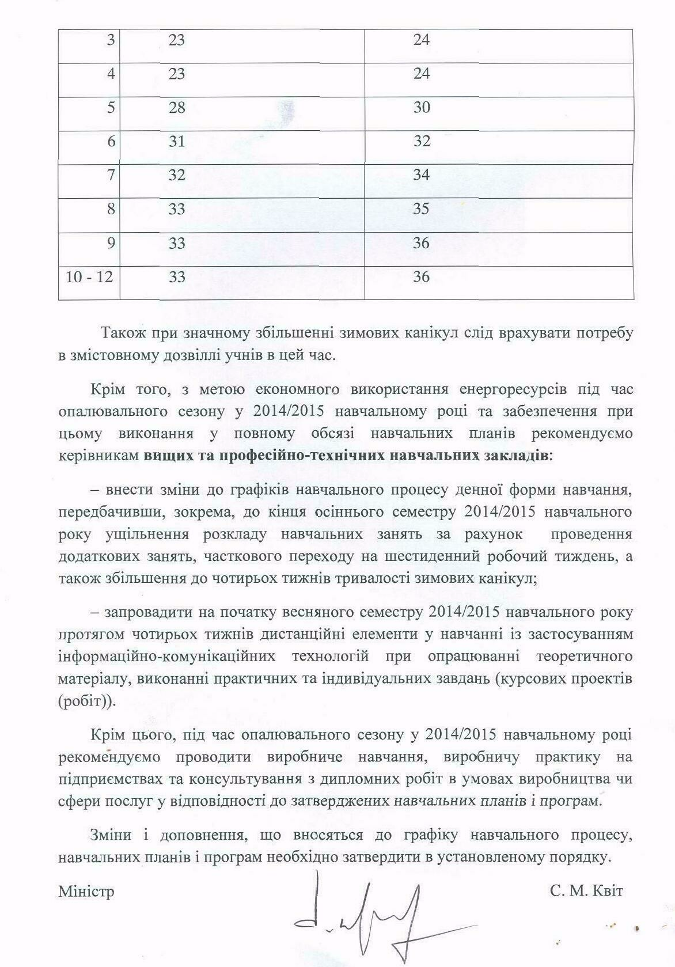 3 23 24
4 23 24
5 28 30
6 31 32
7 32 34
8 33 35
9 33 36
10 - 12 33 36
Також при значному збільшенні зимових канікул слід врахувати потребу
в змістовному дозвіллі учнів в цей час.
Крім того, з метою економного використання енергоресурсів під час
опалювального сезону у 2014/2015 навчальному році та забезпечення при
цьому виконання у повному обсязі навчальних планів рекомендуємо
керівникам вищих та професійно-технічних навчальних закладів:
– внести зміни до графіків навчального процесу денної форми навчання,
передбачивши, зокрема, до кінця осіннього семестру 2014/2015 навчального
року ущільнення розкладу навчальних занять за рахунок проведення
додаткових занять, часткового переходу на шестиденний робочий тиждень, а
також збільшення до чотирьох тижнів тривалості зимових канікул;
– запровадити на початку весняного семестру 2014/2015 навчального року
протягом чотирьох тижнів дистанційні елементи у навчанні із застосуванням
інформаційно-комунікаційних технологій при опрацюванні теоретичного
матеріалу, виконанні практичних та індивідуальних завдань (курсових проектів
(робіт)).
Крім цього, під час опалювального сезону у 2014/2015 навчальному році
рекомендуємо проводити виробниче навчання, виробничу практику на
підприємствах та консультування з дипломних робіт в умовах виробництва чи
сфери послуг у відповідності до затверджених навчальних планів і програм.
Зміни і доповнення, що вносяться до графіку навчального процесу,
навчальних планів і програм необхідно затвердити в установленому порядку.
Міністр С. М. Квіт